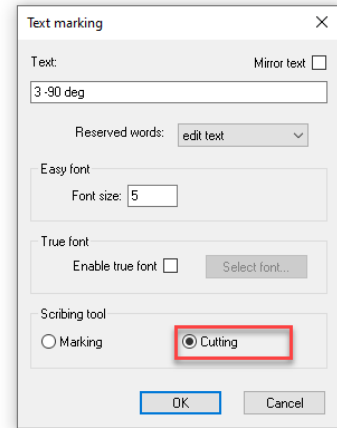 Text marking
Text:
Mirror text
3 -90 deg
Reserved words:
edit text
Easy font
Font size:
5
True font
Enable true font
Select font...
Scribing tool
Marking
Cutting
OK
Cancel